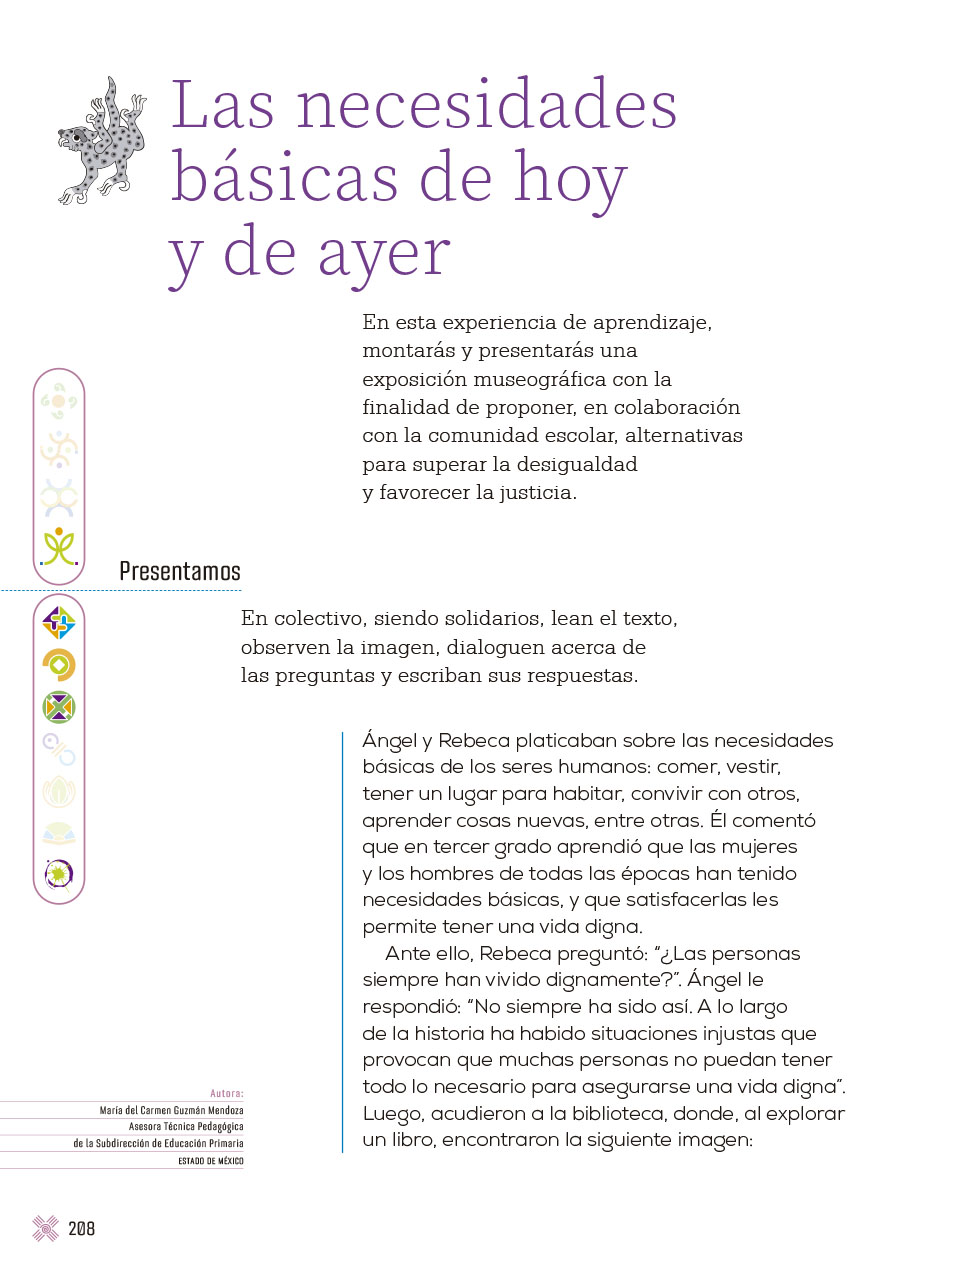 Las necesidades
básicas de hoy
y de ayer
En esta experiencia de aprendizaje,
montarás y presentarás una
exposición museográfica con la
finalidad de proponer, en colaboración
con la comunidad escolar, alternativas
para superar la desigualdad
y favorecer la justicia.
Presentamos
En colectivo, siendo solidarios, lean el texto,
observen la imagen, dialoguen acerca de
las preguntas y escriban sus respuestas.
Ángel y Rebeca platicaban sobre las necesidades
básicas de los seres humanos: comer, vestir,
tener un lugar para habitar, convivir con otros,
aprender cosas nuevas, entre otras. Él comentó
que en tercer grado aprendió que las mujeres
y los hombres de todas las épocas han tenido
necesidades básicas, y que satisfacerlas les
permite tener una vida digna.
Ante ello, Rebeca preguntó: “¿Las personas
siempre han vivido dignamente?”. Ángel le
respondió: “No siempre ha sido así. A lo largo
de la historia ha habido situaciones injustas que
provocan que muchas personas no puedan tener
todo lo necesario para asegurarse una vida digna”.
Luego, acudieron a la biblioteca, donde, al explorar
un libro, encontraron la siguiente imagen:
Autora:
María del Carmen Guzmán Mendoza
Asesora Técnica Pedagógica
de la Subdirección de Educación Primaria
ESTADO DE MÉXICO
208